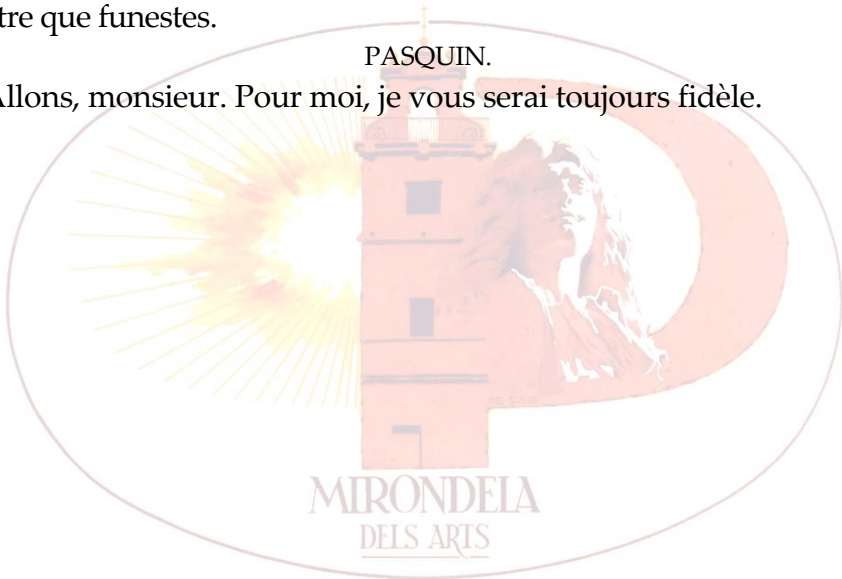 tre que funestes.
PASQUIN.
Allons, monsieur. Pour moi, je vous serai toujours fidèle.
MIRONDELA
DELS ARTS